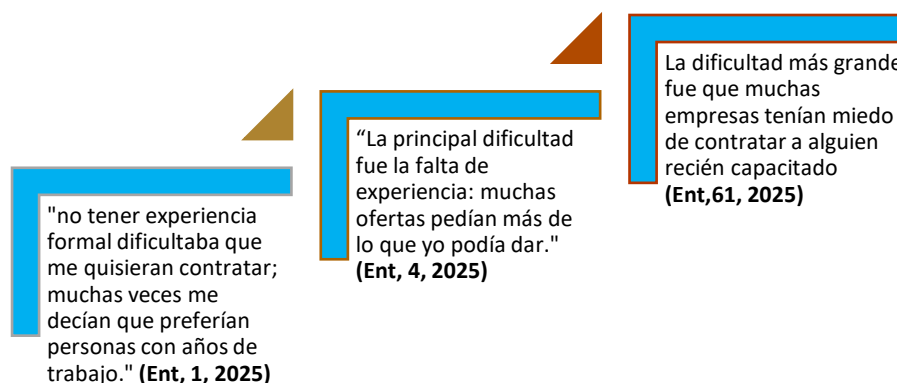 "no tener experiencia
formal dificultaba que
me quisieran contratar;
muchas veces me
decían que preferían
personas con años de
trabajo." (Ent, 1, 2025)
“La principal dificultad
fue la falta de
experiencia: muchas
ofertas pedían más de
lo que yo podía dar."
(Ent, 4, 2025)
La dificultad más grande
fue que muchas
empresas tenían miedo
de contratar a alguien
recién capacitado
(Ent,61, 2025)